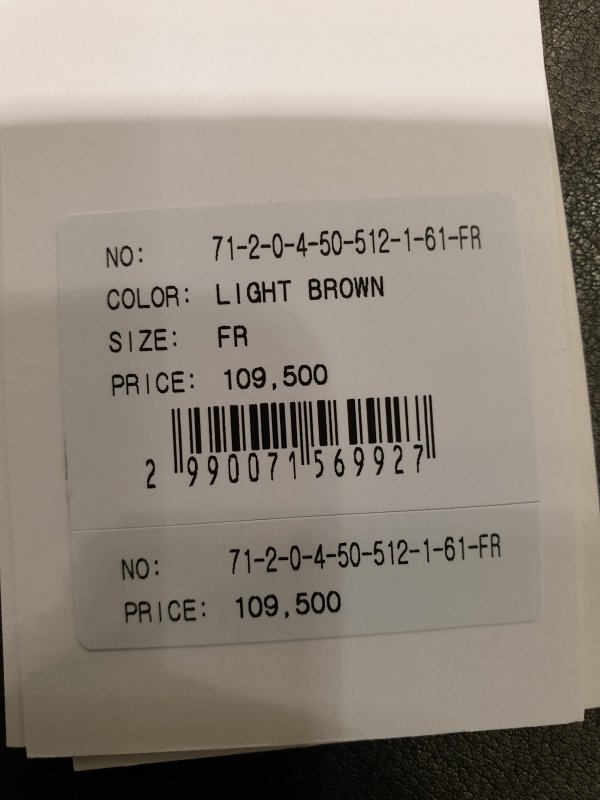 NO: 71-2-0-4-50-512-1-61-FR
COLOR: LIGHT BROWN
SIZE: FR
PRICE: 109,500
2 990071 569927
NO: 71-2-0-4-50-512-1-61-FR
PRICE: 109,500